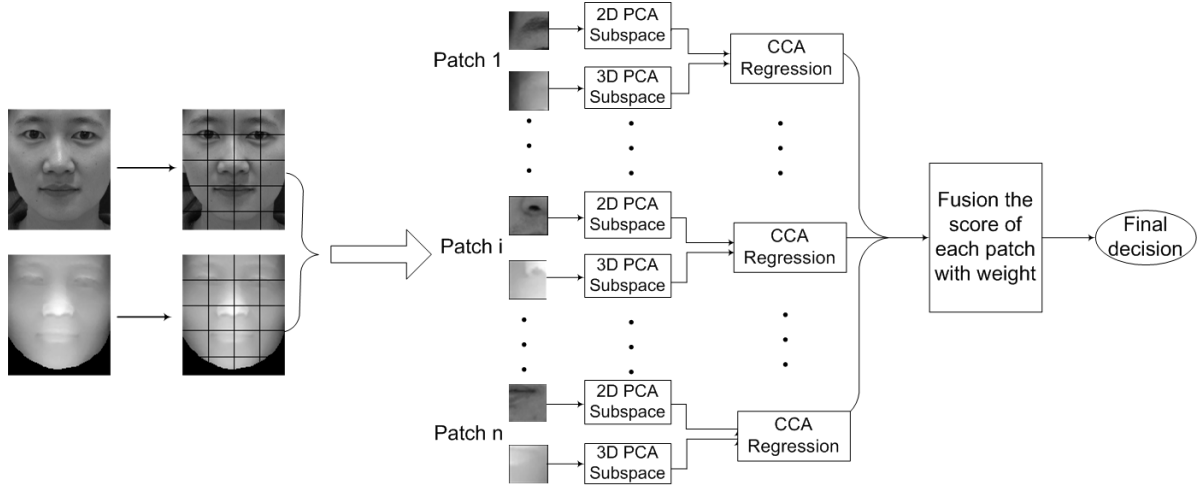 Patch 1
2D PCA
Subspace
3D PCA
Subspace
CCA
Regression
Patch i
2D PCA
Subspace
3D PCA
Subspace
CCA
Regression
Patch n
2D PCA
Subspace
3D PCA
Subspace
CCA
Regression
Fusion the
score of
each patch
with weight
Final
decision